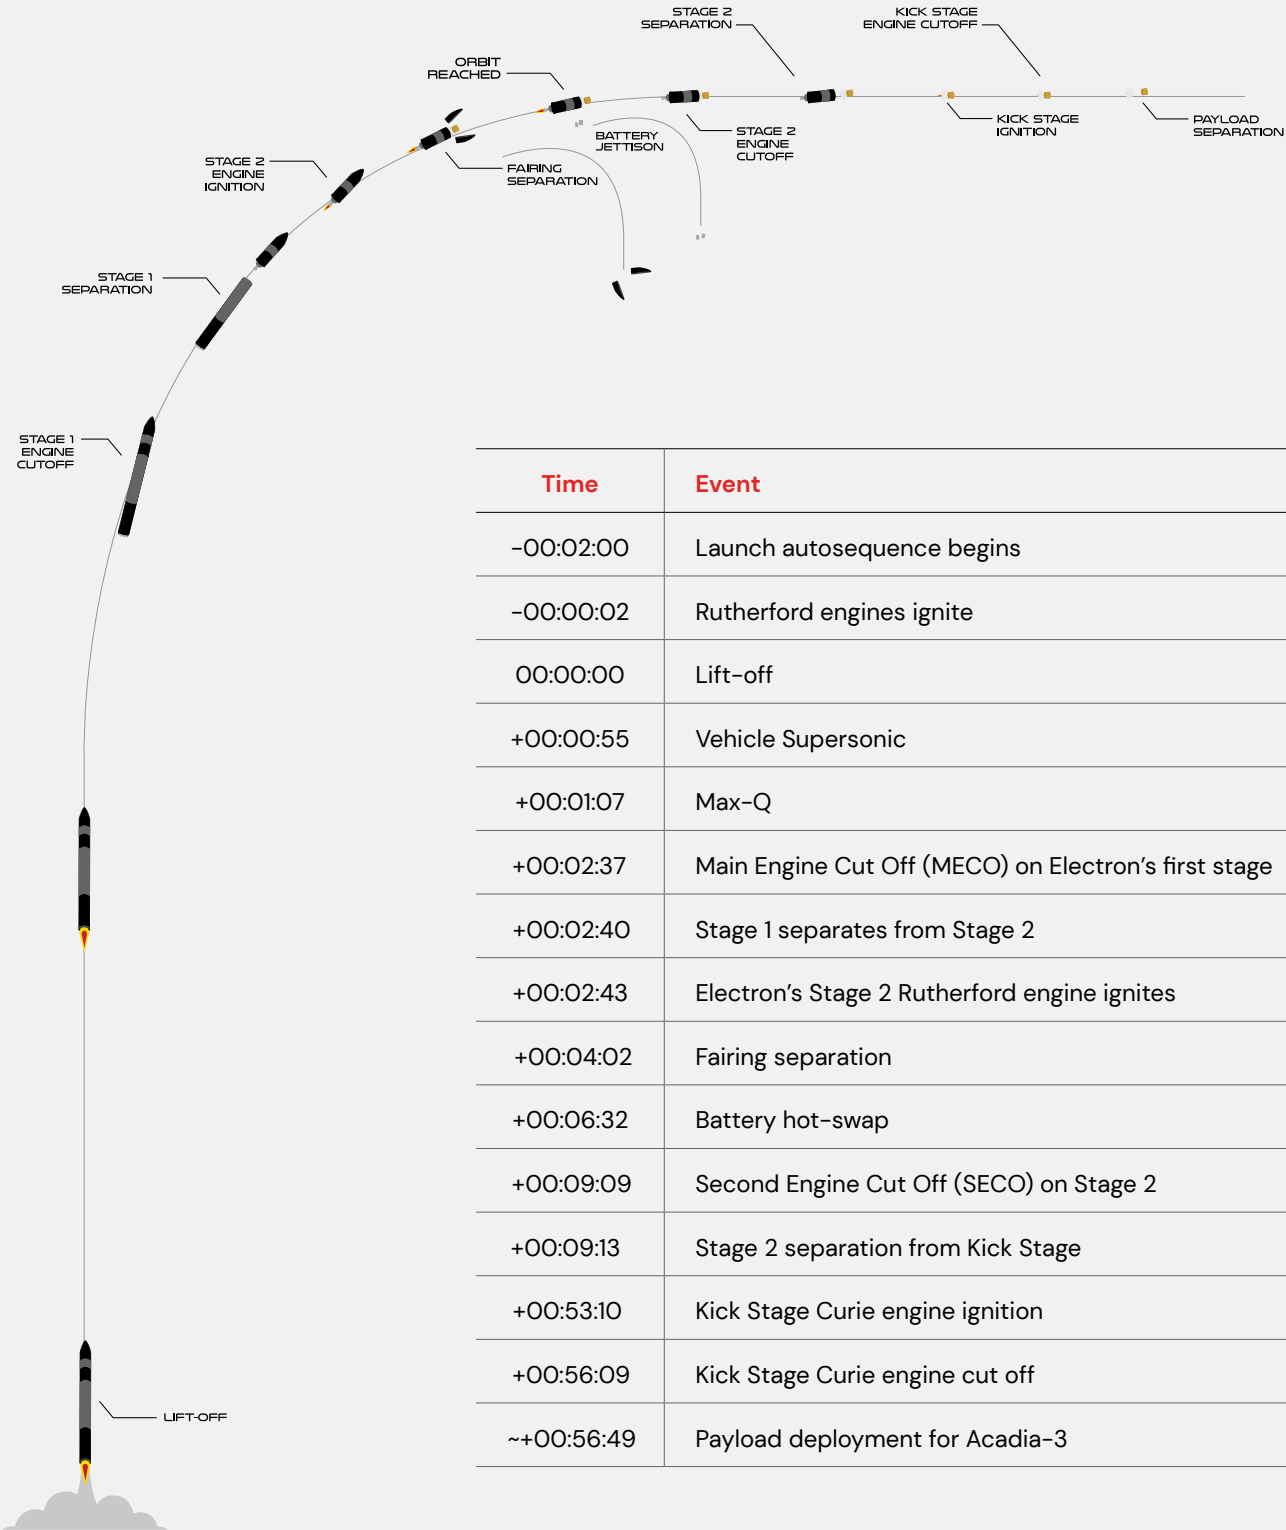 STAGE 2
SEPARATION
KICK STAGE
ENGINE CUTOFF
ORBIT
REACHED
BATTERY
JETTISON
STAGE 2
ENGINE
CUTOFF
KICK STAGE
IGNITION
PAYLOAD
SEPARATION
STAGE 2
ENGINE
IGNITION
FAIRING
SEPARATION
STAGE 1
SEPARATION
STAGE 1
ENGINE
CUTOFF
LIFT-OFF
Time Event
-00:02:00 Launch autosequence begins
-00:00:02 Rutherford engines ignite
00:00:00 Lift-off
+00:00:55 Vehicle Supersonic
+00:01:07 Max-Q
+00:02:37 Main Engine Cut Off (MECO) on Electron's first stage
+00:02:40 Stage 1 separates from Stage 2
+00:02:43 Electron's Stage 2 Rutherford engine ignites
+00:04:02 Fairing separation
+00:06:32 Battery hot-swap
+00:09:09 Second Engine Cut Off (SECO) on Stage 2
+00:09:13 Stage 2 separation from Kick Stage
+00:53:10 Kick Stage Curie engine ignition
+00:56:09 Kick Stage Curie engine cut off
~+00:56:49 Payload deployment for Acadia-3